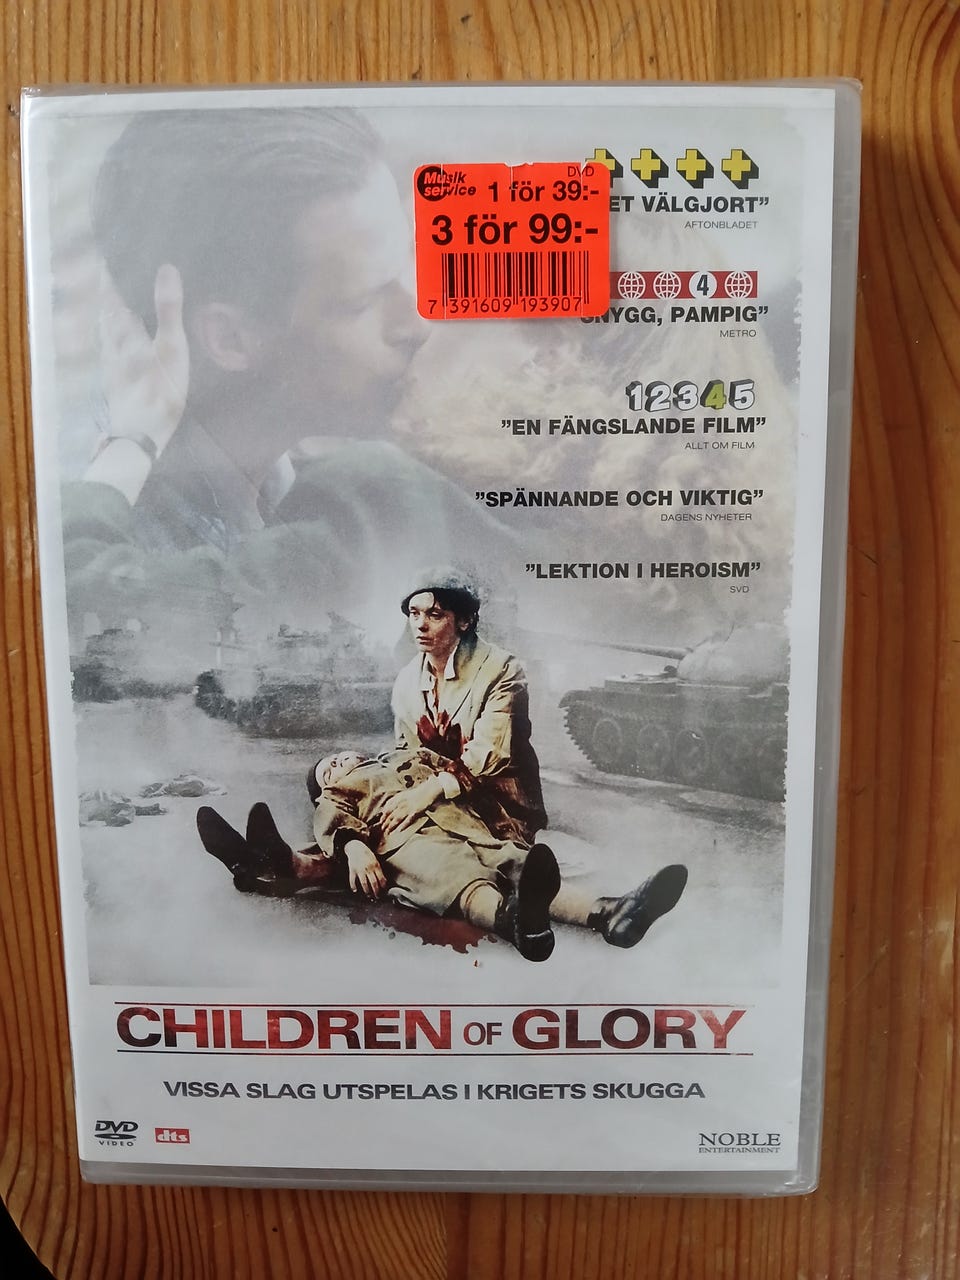 Musik
service
DVD
1 för 39:-
3 för 99:-
7 391609 193907
ET VÄLGJORT”
AFTONBLADET
4
SNYGG, PAMPIG”
METRO
12345
”EN FÄNGSLANDE FILM”
ALLT OM FILM
”SPÄNNANDE OCH VIKTIG”
DAGENS NYHETER
”LEKTION I HEROISM”
SVD
CHILDREN OF GLORY
VISSA SLAG UTSPELAS I KRIGETS SKUGGA
DVD
VIDEO
dts
NOBLE
ENTERTAINMENT